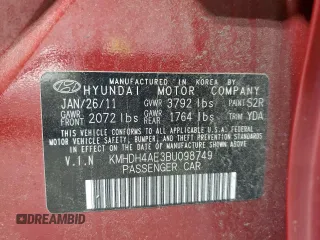 MANUFACTURED IN REPUBLIC OF KOREA BY
HYUNDAI MOTOR COMPANY
JAN/26/11 GVWR 3792 lbs PAINT S2R
GAWR FRONT 2072 lbs GAWR REAR 1764 lbs TRIM YDA
THIS VEHICLE CONFORMS TO ALL APPLICABLE
FEDERAL MOTOR VEHICLE SAFETY, BUMPER AND
THEFT PREVENTION STANDARDS IN EFFECT ON
THE DATE OF MANUFACTURE SHOWN ABOVE.
V.I.N KMHDH4AE3BU098749
PASSENGER CAR